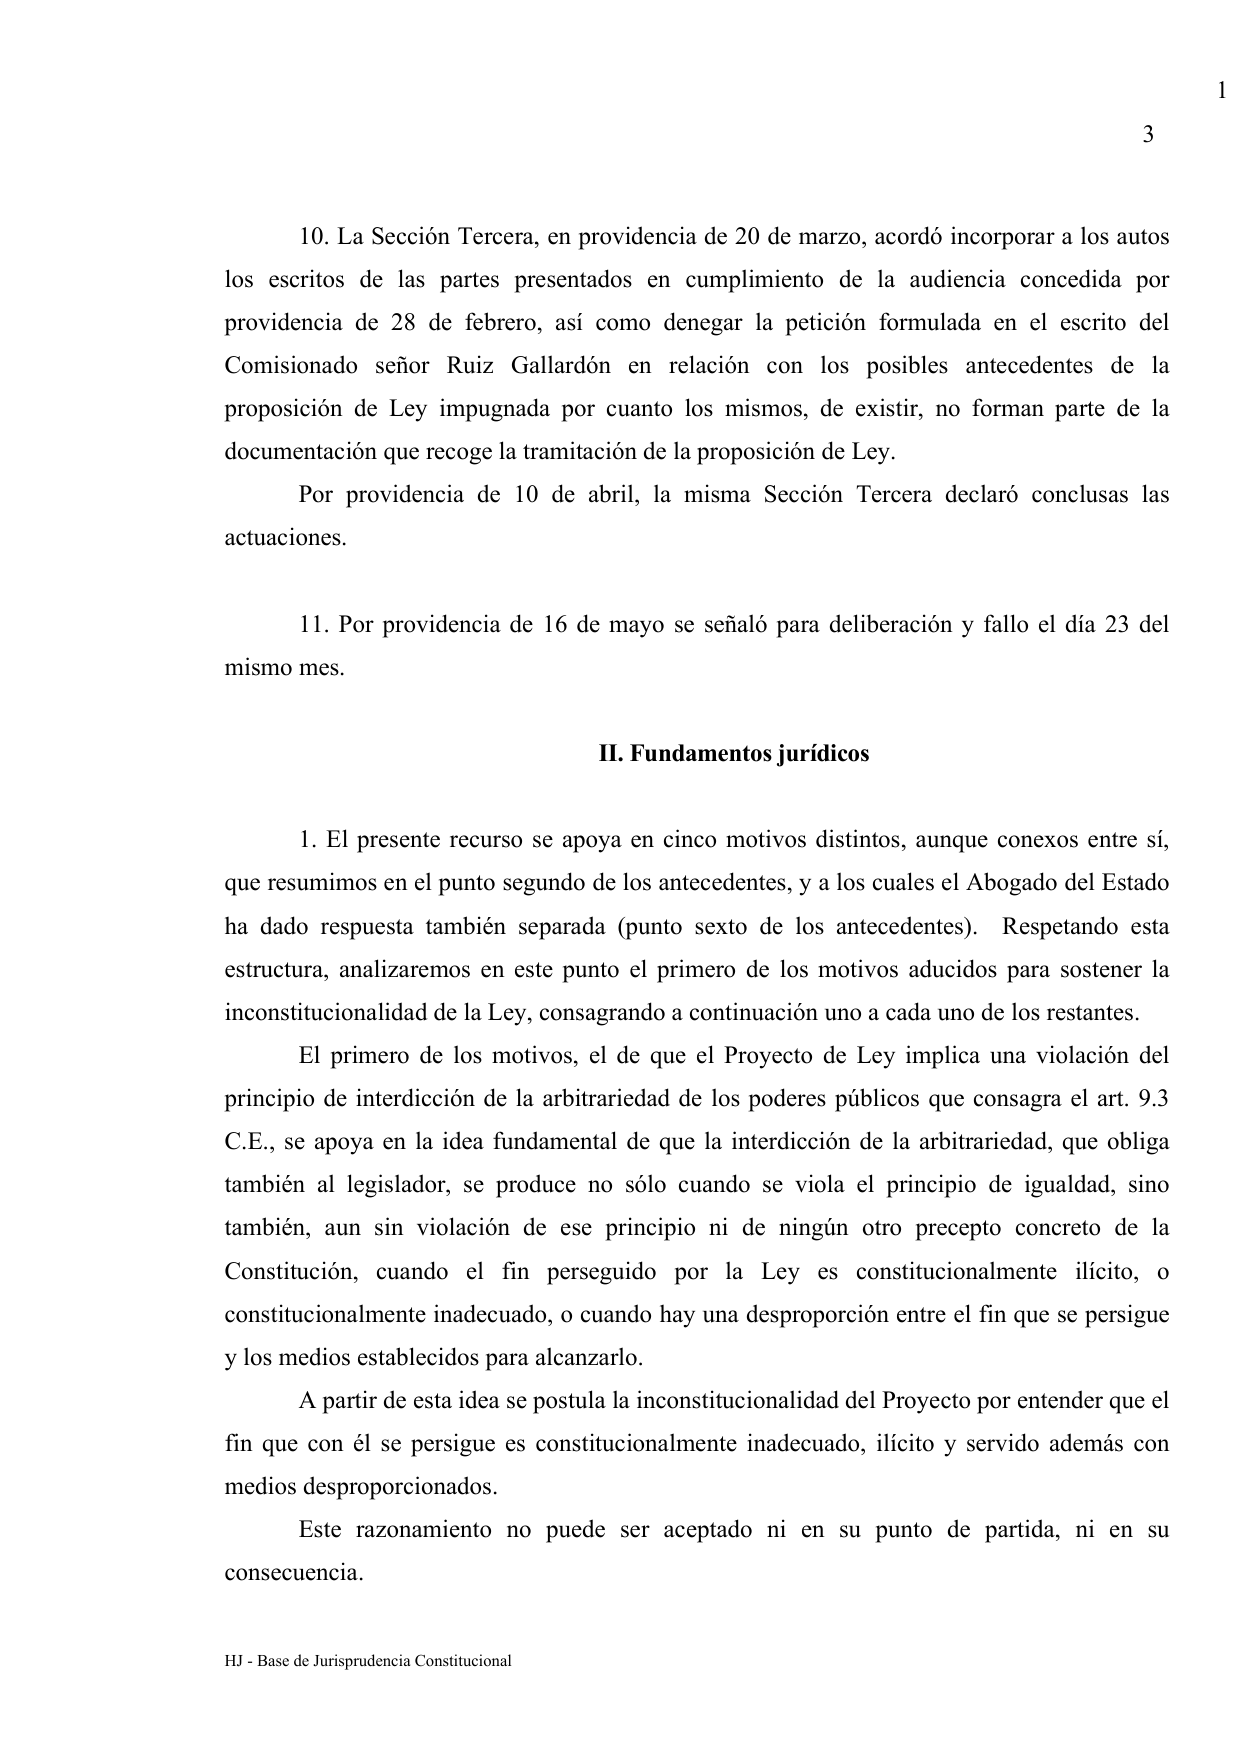 1
3
10. La Sección Tercera, en providencia de 20 de marzo, acordó incorporar a los autos
los escritos de las partes presentados en cumplimiento de la audiencia concedida por
providencia de 28 de febrero, así como denegar la petición formulada en el escrito del
Comisionado señor Ruiz Gallardón en relación con los posibles antecedentes de la
proposición de Ley impugnada por cuanto los mismos, de existir, no forman parte de la
documentación que recoge la tramitación de la proposición de Ley.
Por providencia de 10 de abril, la misma Sección Tercera declaró conclusas las
actuaciones.
11. Por providencia de 16 de mayo se señaló para deliberación y fallo el día 23 del
mismo mes.
II. Fundamentos jurídicos
1. El presente recurso se apoya en cinco motivos distintos, aunque conexos entre sí,
que resumimos en el punto segundo de los antecedentes, y a los cuales el Abogado del Estado
ha dado respuesta también separada (punto sexto de los antecedentes).  Respetando esta
estructura, analizaremos en este punto el primero de los motivos aducidos para sostener la
inconstitucionalidad de la Ley, consagrando a continuación uno a cada uno de los restantes.
El primero de los motivos, el de que el Proyecto de Ley implica una violación del
principio de interdicción de la arbitrariedad de los poderes públicos que consagra el art. 9.3
C.E., se apoya en la idea fundamental de que la interdicción de la arbitrariedad, que obliga
también al legislador, se produce no sólo cuando se viola el principio de igualdad, sino
también, aun sin violación de ese principio ni de ningún otro precepto concreto de la
Constitución, cuando el fin perseguido por la Ley es constitucionalmente ilícito, o
constitucionalmente inadecuado, o cuando hay una desproporción entre el fin que se persigue
y los medios establecidos para alcanzarlo.
A partir de esta idea se postula la inconstitucionalidad del Proyecto por entender que el
fin que con él se persigue es constitucionalmente inadecuado, ilícito y servido además con
medios desproporcionados.
Este razonamiento no puede ser aceptado ni en su punto de partida, ni en su
consecuencia.
HJ - Base de Jurisprudencia Constitucional